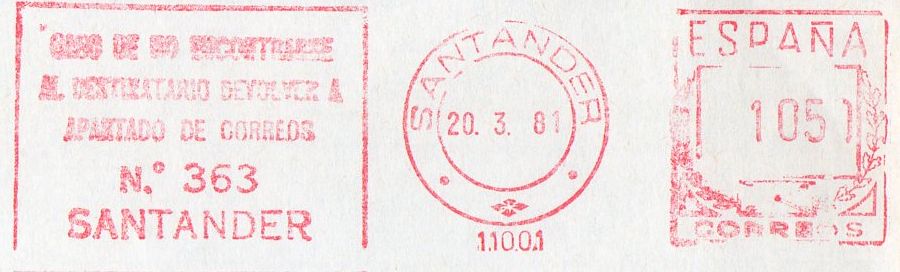 CASO DE NO ENCONTRARSE
AL DESTINATARIO DEVOLVER A
APARTADO DE CORREOS
N.º 363
SANTANDER
SANTANDER
20. 3. 81
11001
ESPAÑA
1051
CORREOS